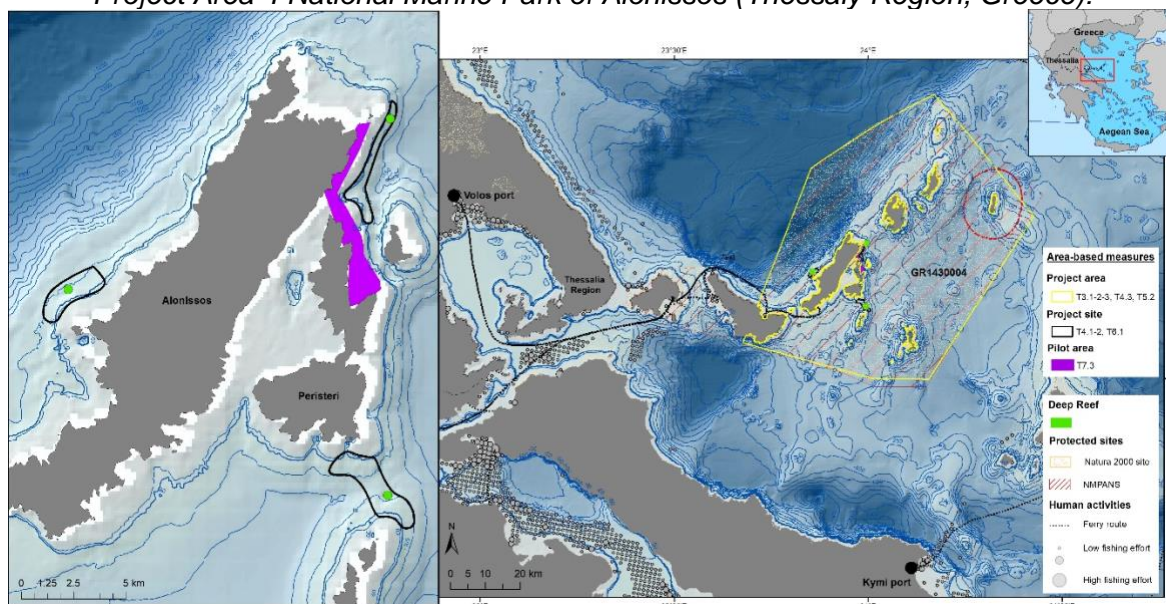 Project Area 4 National Marine Park of Alonissos (Thessaly Region, Greece).
Alonissos
Peristeri
0 1.25 2.5 5 km
23°E
23°30'E
24°E
Volos port
Thessalia
Region
GR1430004
Kymi port
N
0 5 10 20 km
Greece
Thessalia
Aegean Sea
Area-based measures
Project area
T3.1-2-3, T4.3, T5.2
Project site
T4.1-2, T6.1
Pilot area
T7.3
Deep Reef
Protected sites
Natura 2000 site
NMPANS
Human activities
Ferry route
Low fishing effort
High fishing effort